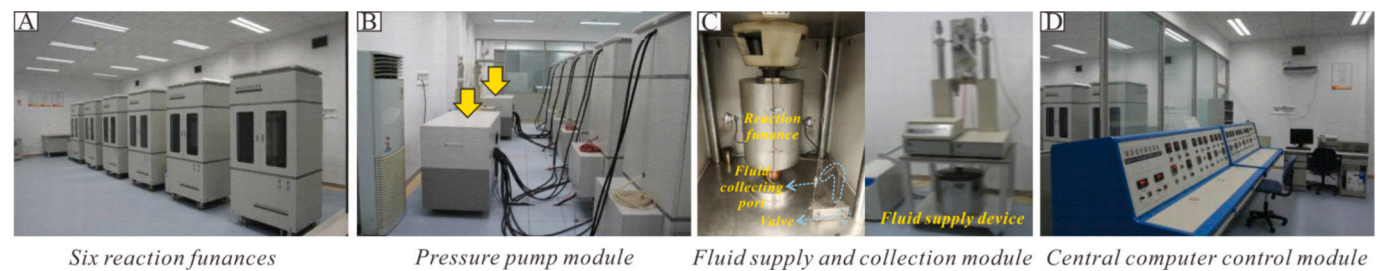 A
B
C
D
Reaction
funance
Fluid
collecting
port
Valve
Fluid supply device
Six reaction funances
Pressure pump module
Fluid supply and collection module
Central computer control module